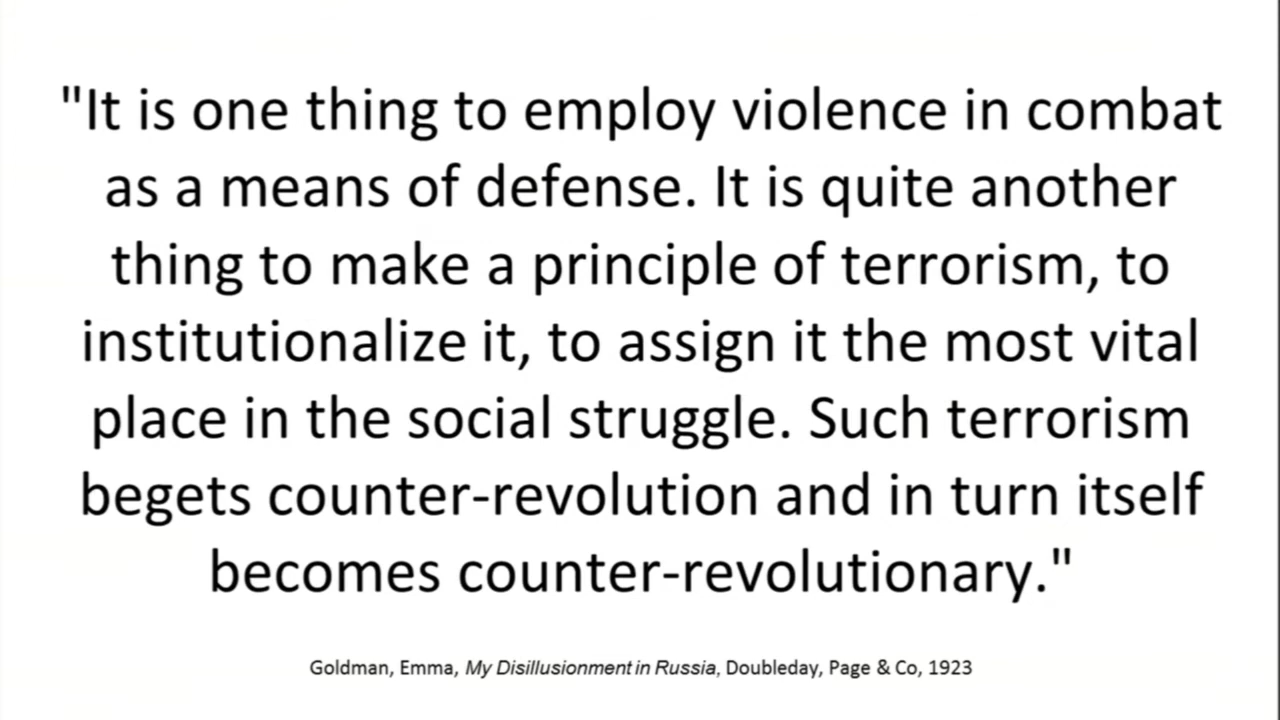 "It is one thing to employ violence in combat
as a means of defense. It is quite another
thing to make a principle of terrorism, to
institutionalize it, to assign it the most vital
place in the social struggle. Such terrorism
begets counter-revolution and in turn itself
becomes counter-revolutionary."
Goldman, Emma, My Disillusionment in Russia, Doubleday, Page & Co, 1923